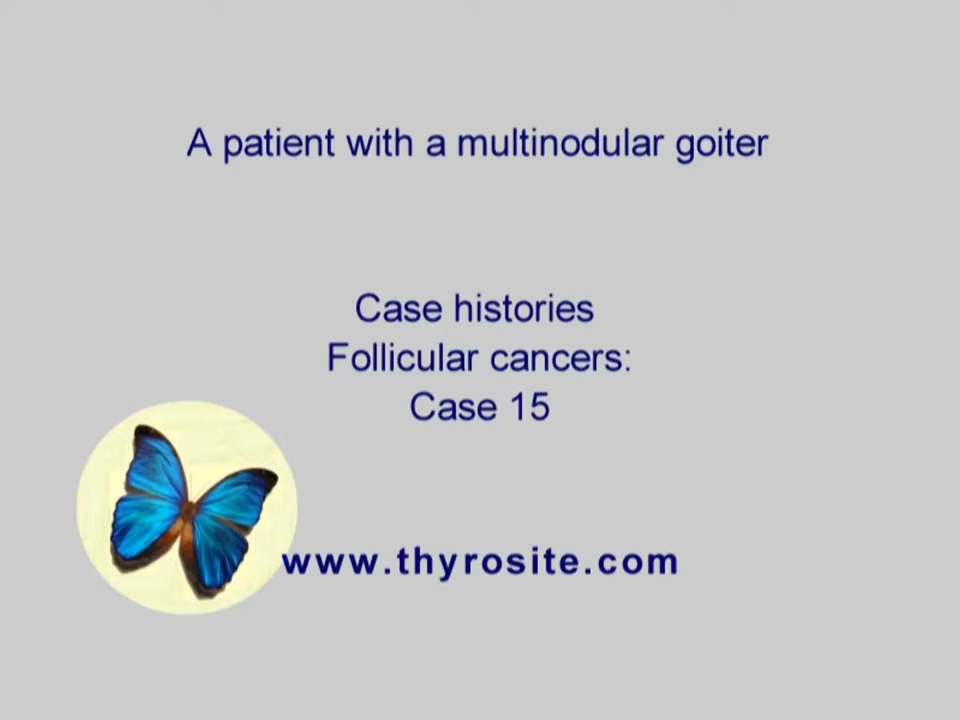 A patient with a multinodular goiter
Case histories
Follicular cancers:
Case 15
www.thyrosite.com